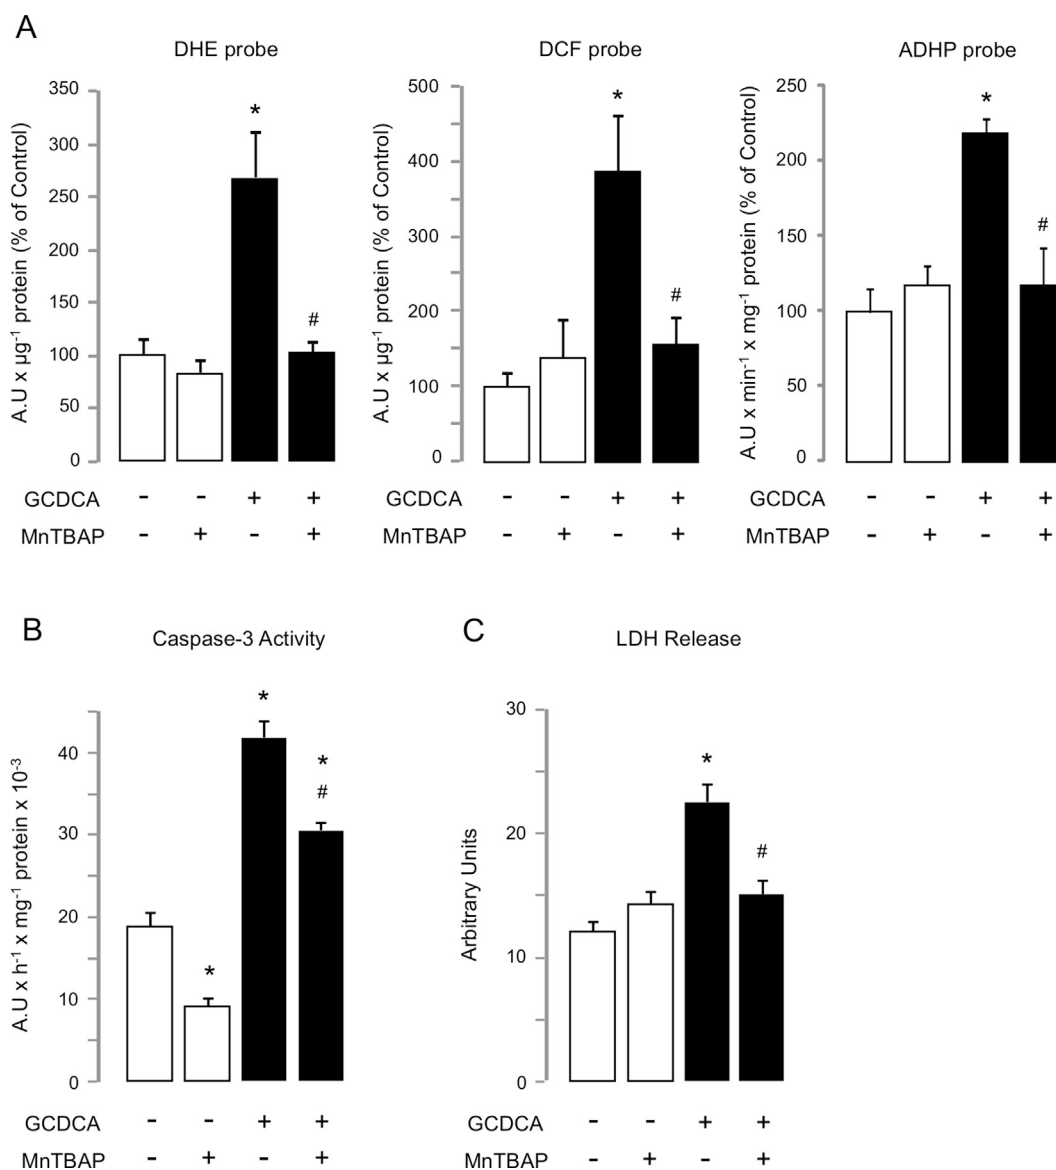 A
DHE probe
DCF probe
ADHP probe
A.U x µg⁻¹ protein (% of Control)
350
300
250
200
150
100
50
0
*
#
A.U x µg⁻¹ protein (% of Control)
500
400
300
200
100
0
*
#
A.U x min⁻¹ x mg⁻¹ protein (% of Control)
250
200
150
100
50
0
*
#
GCDCA - - + +
MnTBAP - + - +
GCDCA - - + +
MnTBAP - + - +
GCDCA - - + +
MnTBAP - + - +
B
Caspase-3 Activity
A.U x h⁻¹ x mg⁻¹ protein x 10⁻³
40
30
20
10
0
*
*
*
#
GCDCA - - + +
MnTBAP - + - +
C
LDH Release
Arbitrary Units
30
20
10
0
*
#
GCDCA - - + +
MnTBAP - + - +